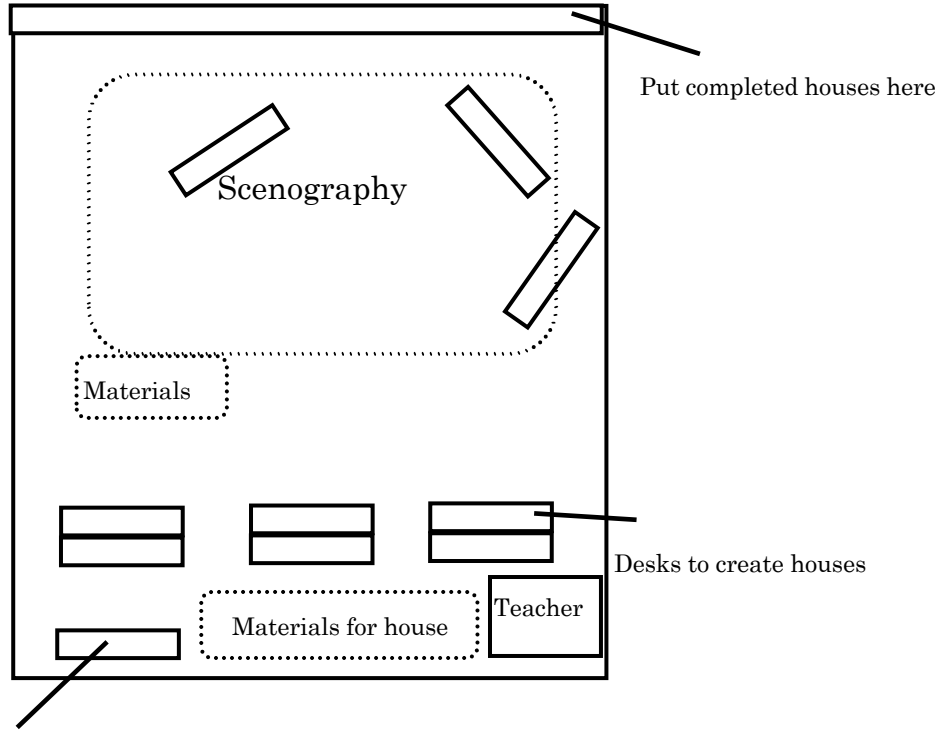 Put completed houses here
Scenography
Materials
Desks to create houses
Teacher
Materials for house